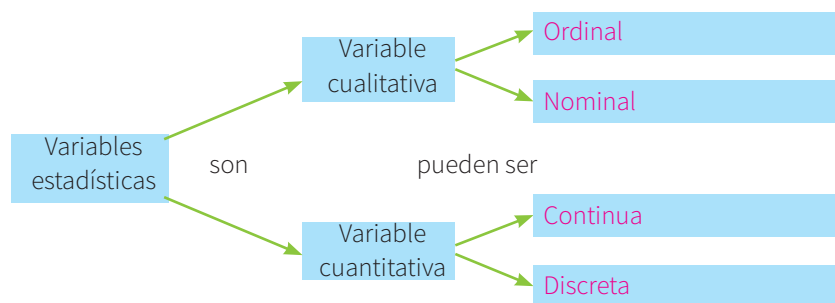 Variable
cualitativa
Ordinal
Nominal
Variables
estadísticas
son
pueden ser
Variable
cuantitativa
Continua
Discreta